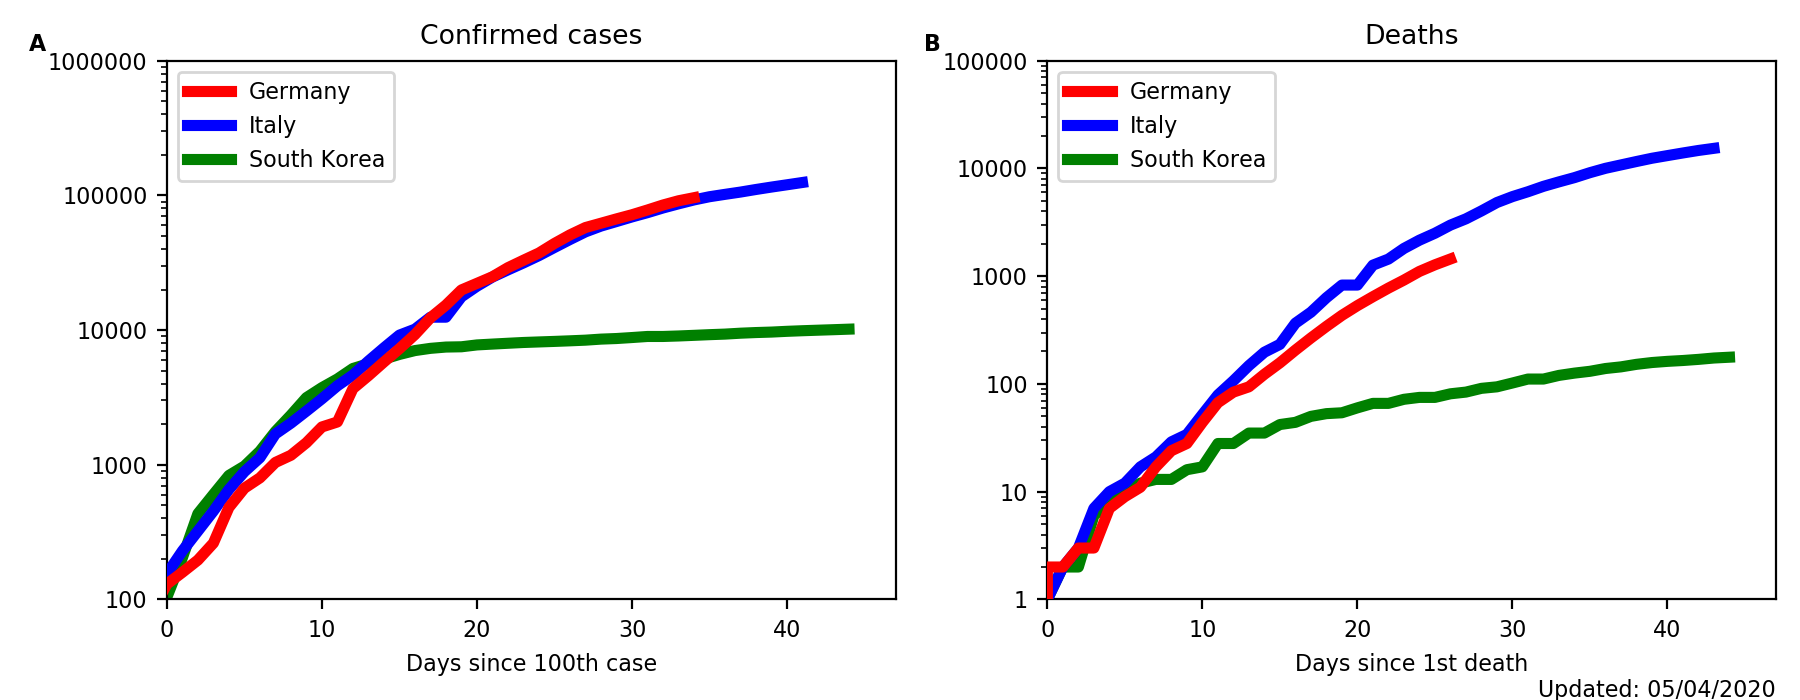 A
Confirmed cases
1000000
100000
10000
1000
100
Germany
Italy
South Korea
0 10 20 30 40
Days since 100th case
B
Deaths
100000
10000
1000
100
10
1
Germany
Italy
South Korea
0 10 20 30 40
Days since 1st death
Updated: 05/04/2020